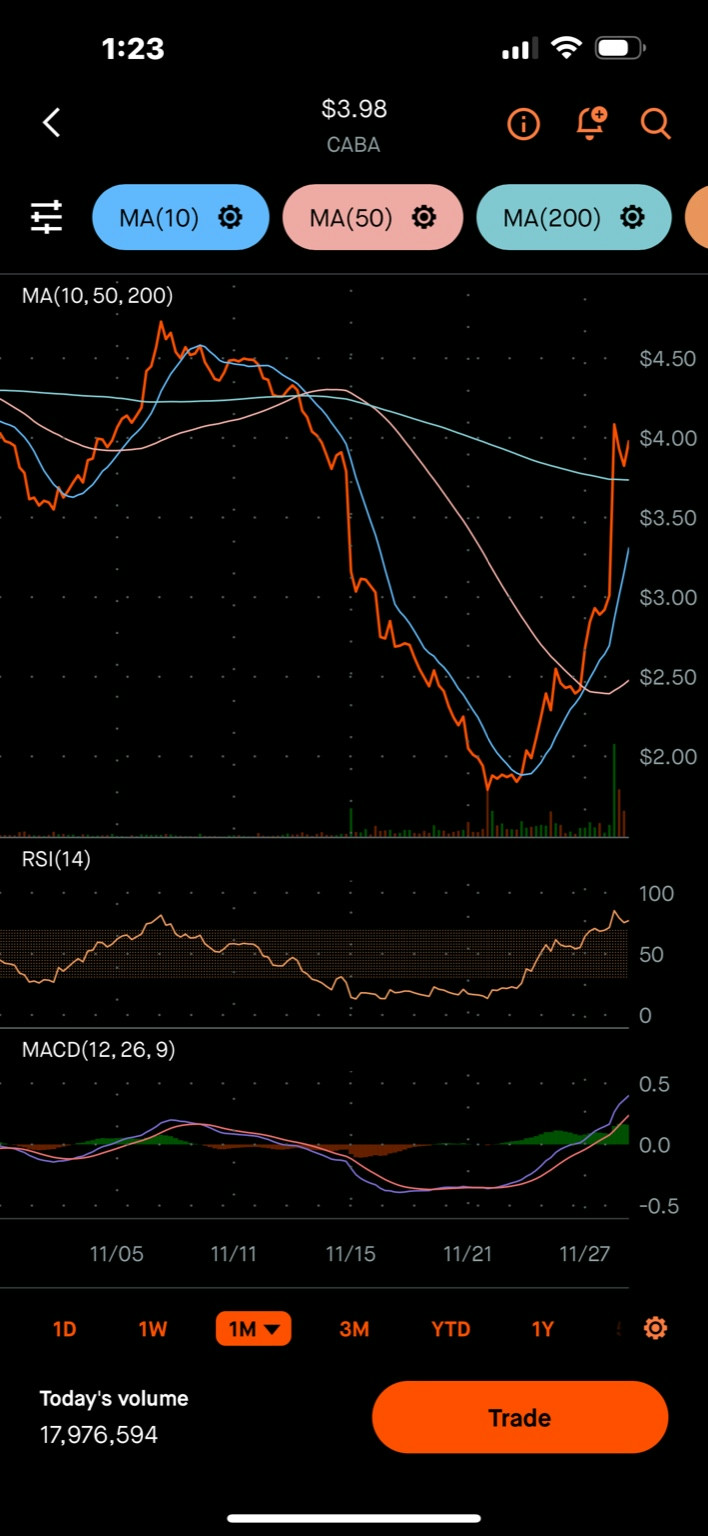 1:23
$3.98
CABA
MA(10)
MA(50)
MA(200)
MA(10,50,200)
$4.50
$4.00
$3.50
$3.00
$2.50
$2.00
RSI(14)
100
50
0
MACD(12,26,9)
0.5
0.0
-0.5
11/05 11/11 11/15 11/21 11/27
1D 1W 1M 3M YTD 1Y
Today's volume
17,976,594
Trade